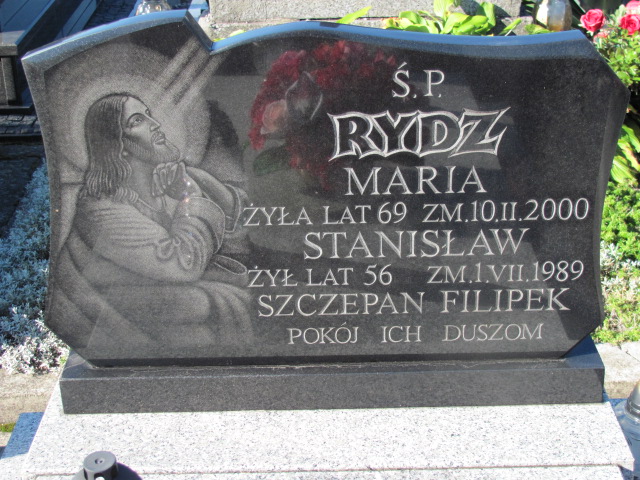 Ś.P.
RYDZ
MARIA
ŻYŁA LAT 69 ZM.10.II.2000
STANISŁAW
ŻYŁ LAT 56 ZM.1.VII.1989
SZCZEPAN FILIPEK
POKÓJ ICH DUSZOM